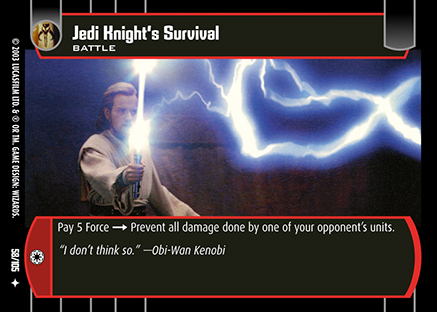 Jedi Knight's Survival
BATTLE
Pay 5 Force → Prevent all damage done by one of your opponent's units.
"I don't think so." —Obi-Wan Kenobi
© 2003 LUCASFILM LTD. & ® OR TM. GAME DESIGN: WIZARDS.
58/105